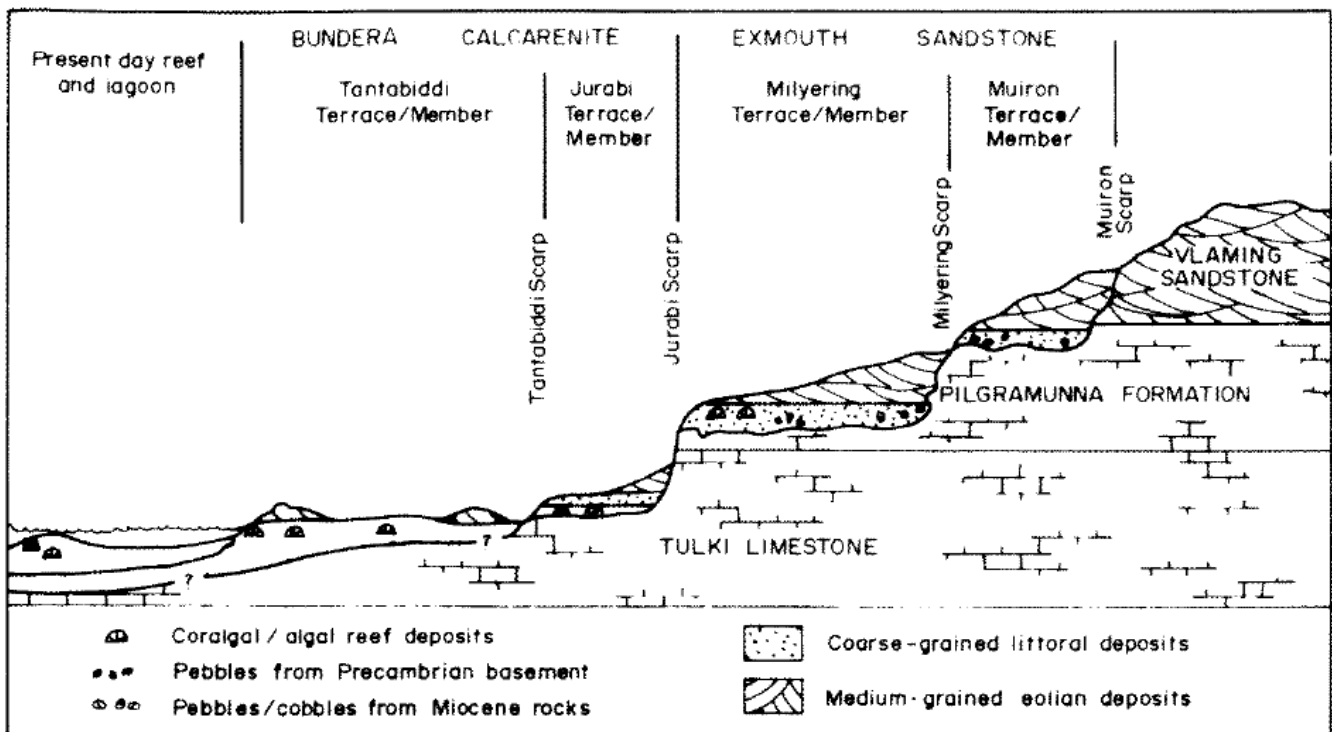 BUNDERA CALCARENITE
EXMOUTH SANDSTONE
Present day reef
and lagoon
Tantabiddi
Terrace/Member
Jurabi
Terrace/
Member
Milyering
Terrace/Member
Muiron
Terrace/
Member
Tantabiddi Scarp
Jurabi Scarp
Milyering Scarp
Muiron
Scarp
VLAMING
SANDSTONE
PILGRAMUNNA FORMATION
TULKI LIMESTONE
?
?
Coralgal / algal reef deposits
Pebbles from Precambrian basement
Pebbles/cobbles from Miocene rocks
Coarse-grained littoral deposits
Medium-grained eolian deposits